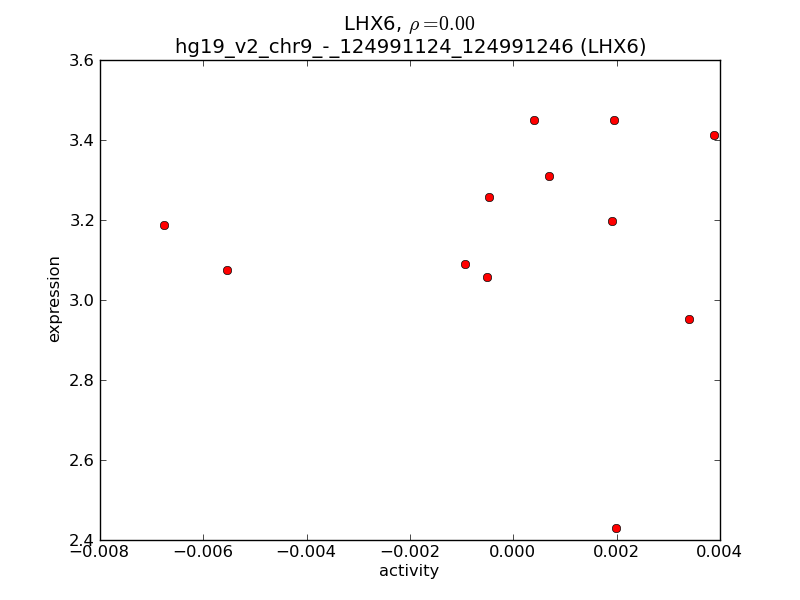 LHX6, ρ=0.00
hg19_v2_chr9_-_124991124_124991246 (LHX6)
3.6
3.4
3.2
3.0
2.8
2.6
2.4
expression
−0.008 −0.006 −0.004 −0.002 0.000 0.002 0.004
activity